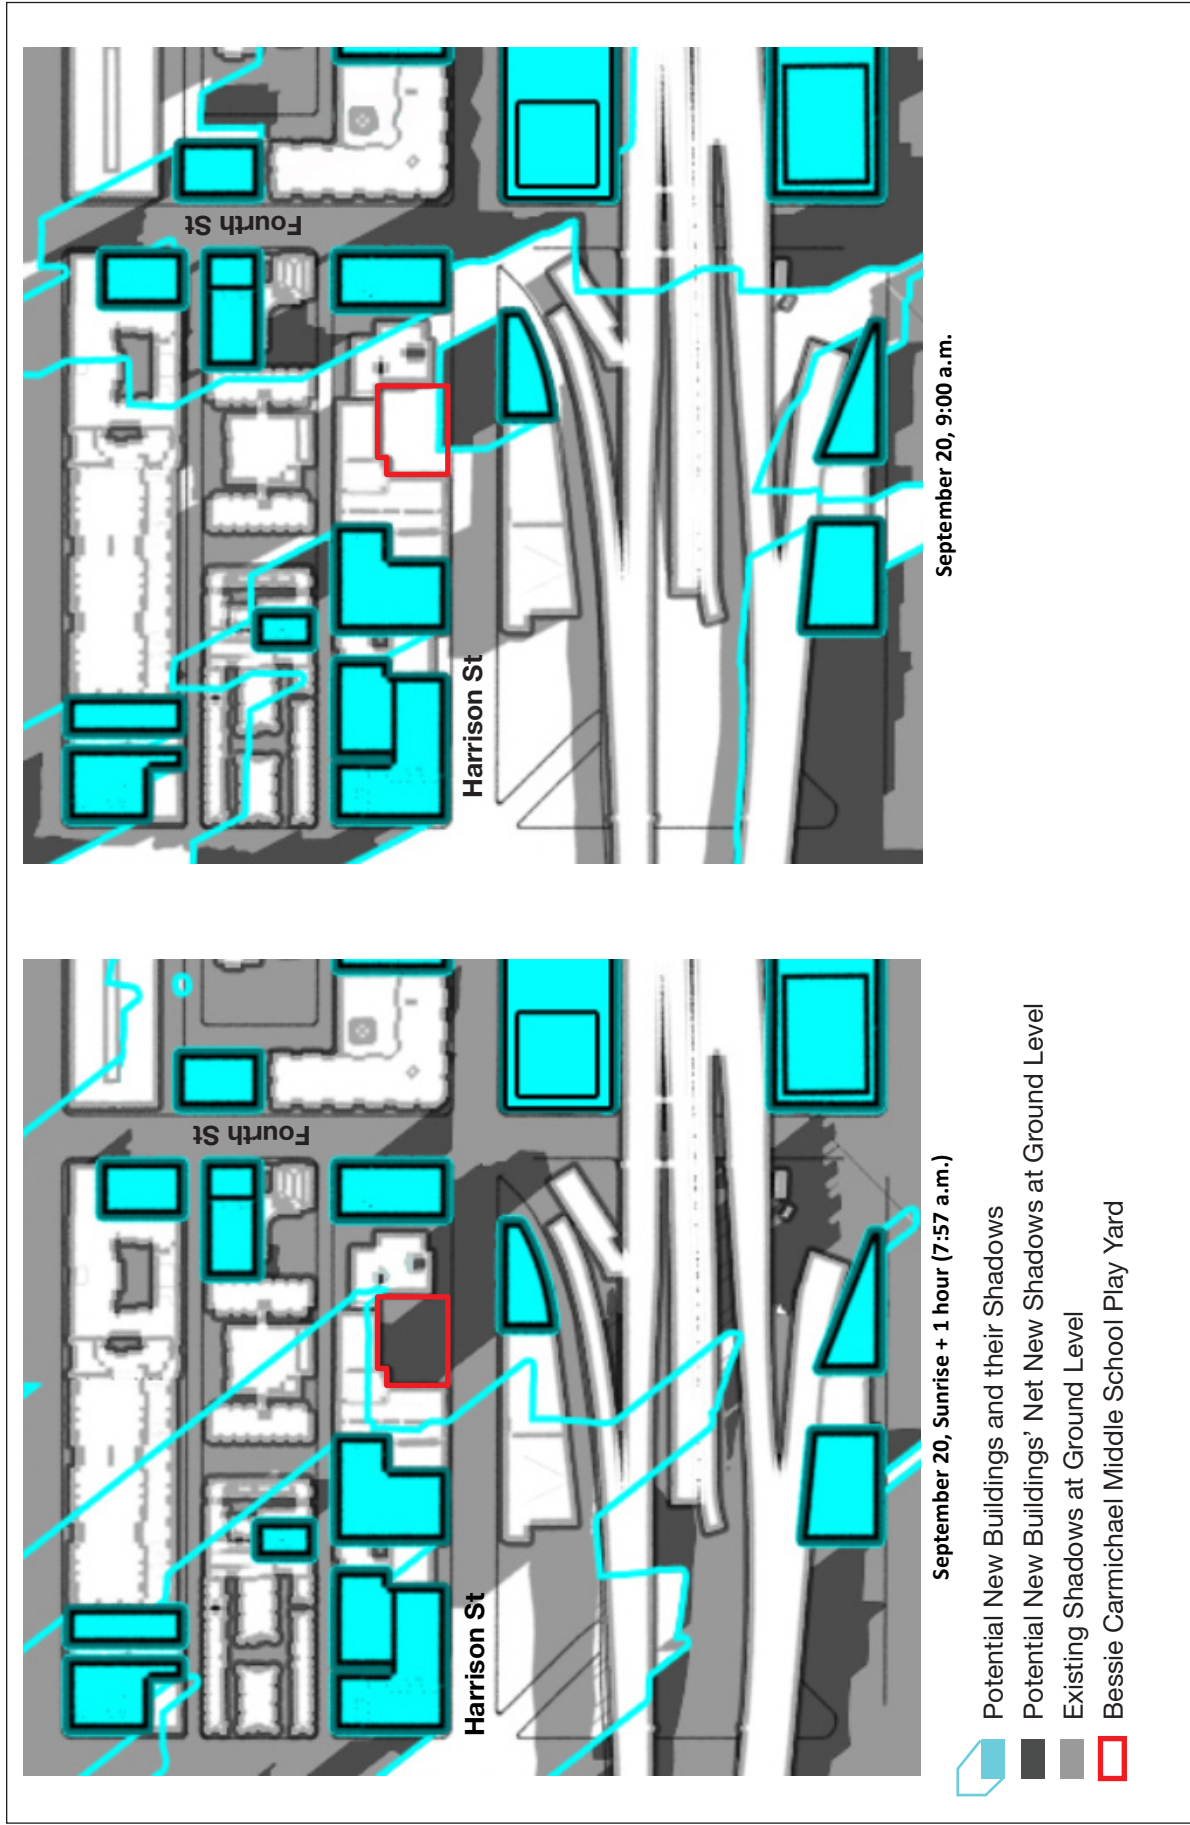 Fourth St
Harrison St
September 20, Sunrise + 1 hour (7:57 a.m.)
Fourth St
Harrison St
September 20, 9:00 a.m.
Potential New Buildings and their Shadows
Potential New Buildings’ Net New Shadows at Ground Level
Existing Shadows at Ground Level
Bessie Carmichael Middle School Play Yard